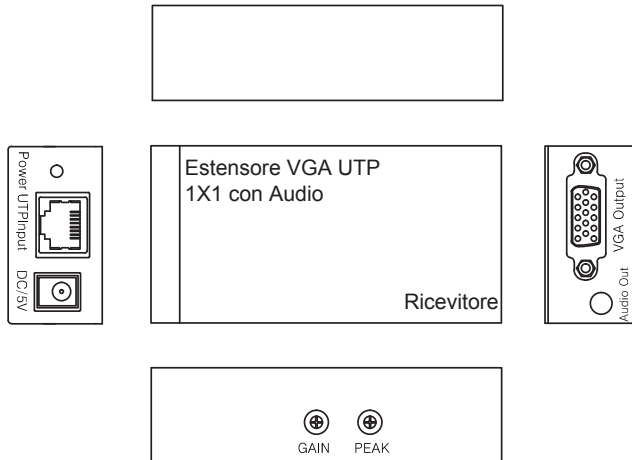 Power UTPInput
DC/5V
Estensore VGA UTP
1X1 con Audio
Ricevitore
VGA Output
Audio Out
GAIN PEAK